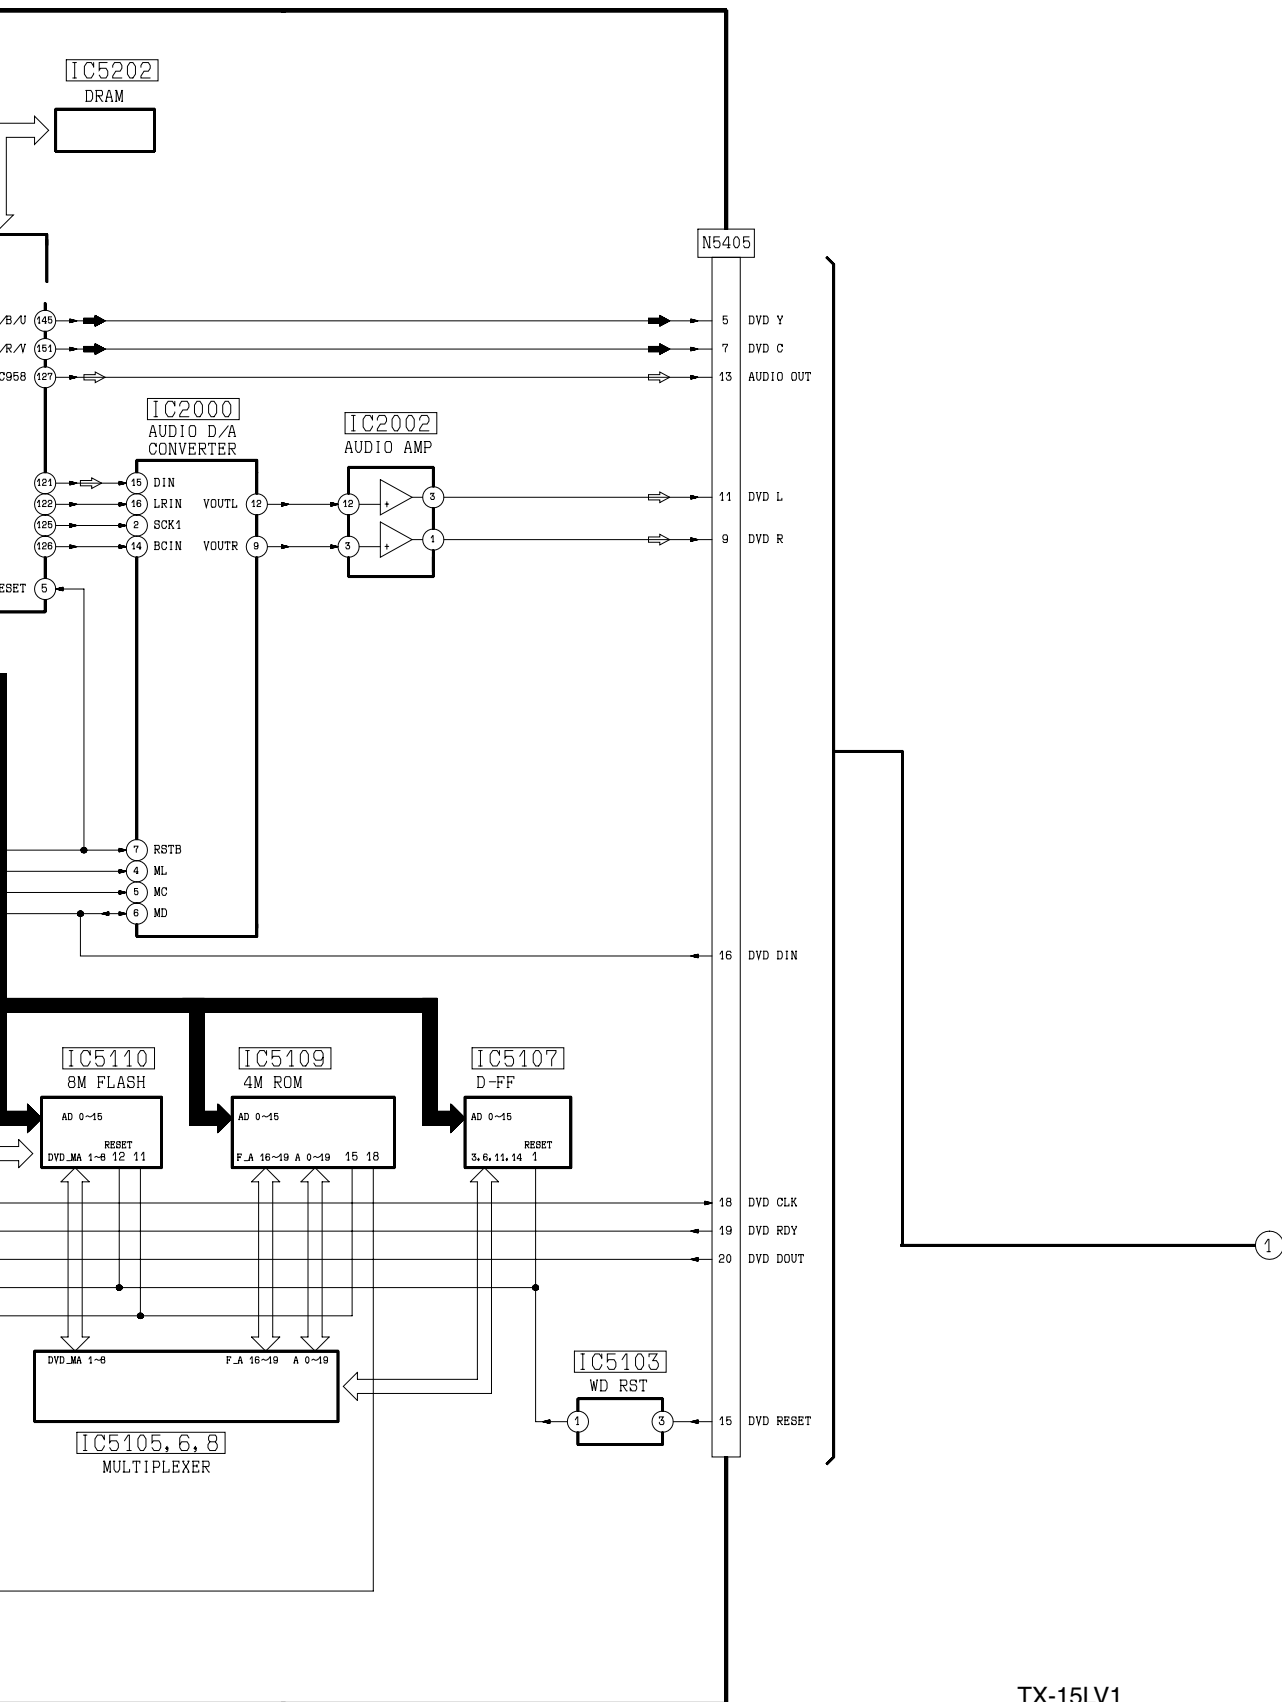 IC5202
DRAM
N5405
/B/U 145
5 DVD Y
/R/V 151
7 DVD C
C958 127
13 AUDIO OUT
IC2000
AUDIO D/A
CONVERTER
IC2002
AUDIO AMP
121 15 DIN
122 16 LRIN VOUTL 12 12 3
11 DVD L
125 2 SCK1
126 14 BCIN VOUTR 9 3 1
9 DVD R
ESET 5
7 RSTB
4 ML
5 MC
6 MD
16 DVD DIN
IC5110
8M FLASH
IC5109
4M ROM
IC5107
D-FF
AD 0~15
RESET
DVD_MA 1~8 12 11
AD 0~15
F_A 16~19 A 0~19 15 18
AD 0~15
RESET
3,6,11,14 1
18 DVD CLK
19 DVD RDY
20 DVD DOUT
1
DVD_MA 1~8 F_A 16~19 A 0~19
IC5105,6,8
MULTIPLEXER
IC5103
WD RST
1 3
15 DVD RESET
TX-15LV1